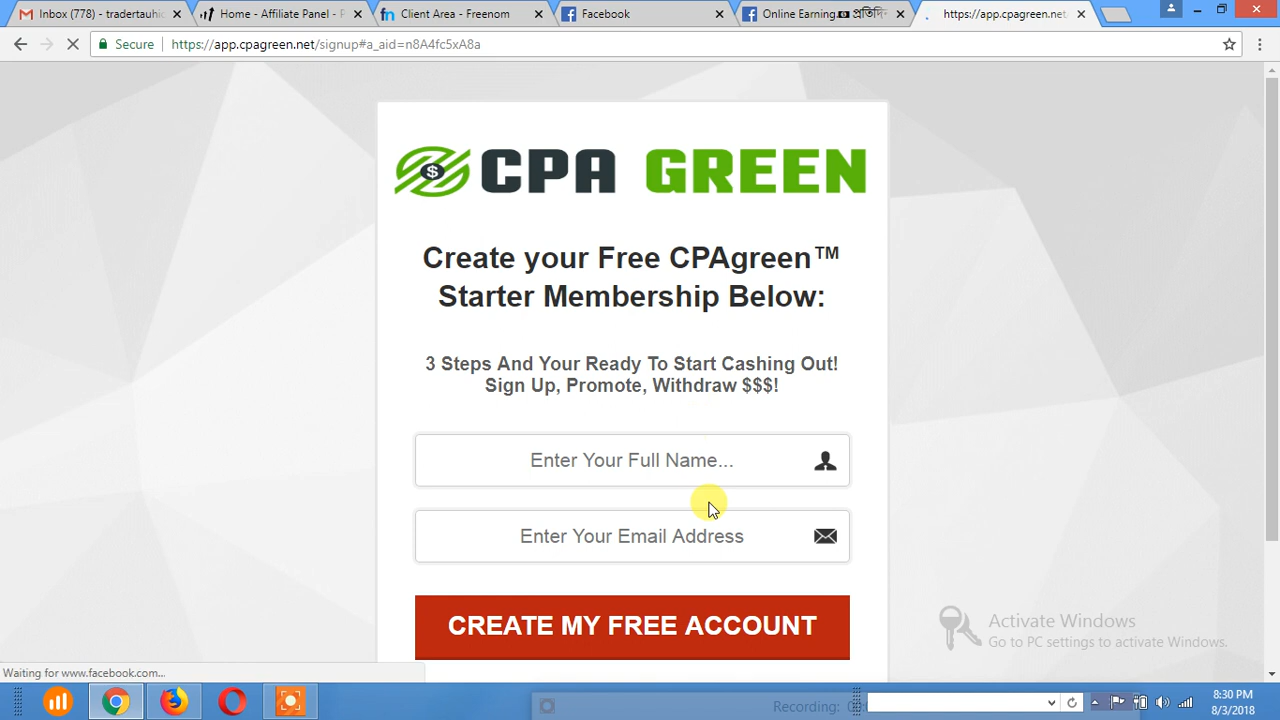 Inbox (778) - tradertauhic
Home - Affiliate Panel - P
Client Area - Freenom
Facebook
Online Earning
প্রতিদি
https://app.cpagreen.net
Secure
https://app.cpagreen.net/signup#a_aid=n8A4fc5xA8a
$ CPA GREEN
Create your Free CPAgreen™
Starter Membership Below:
3 Steps And Your Ready To Start Cashing Out!
Sign Up, Promote, Withdraw $$$!
Enter Your Full Name...
Enter Your Email Address
CREATE MY FREE ACCOUNT
Activate Windows
Go to PC settings to activate Windows.
Waiting for www.facebook.com...
Recording:
8:30 PM
8/3/2018